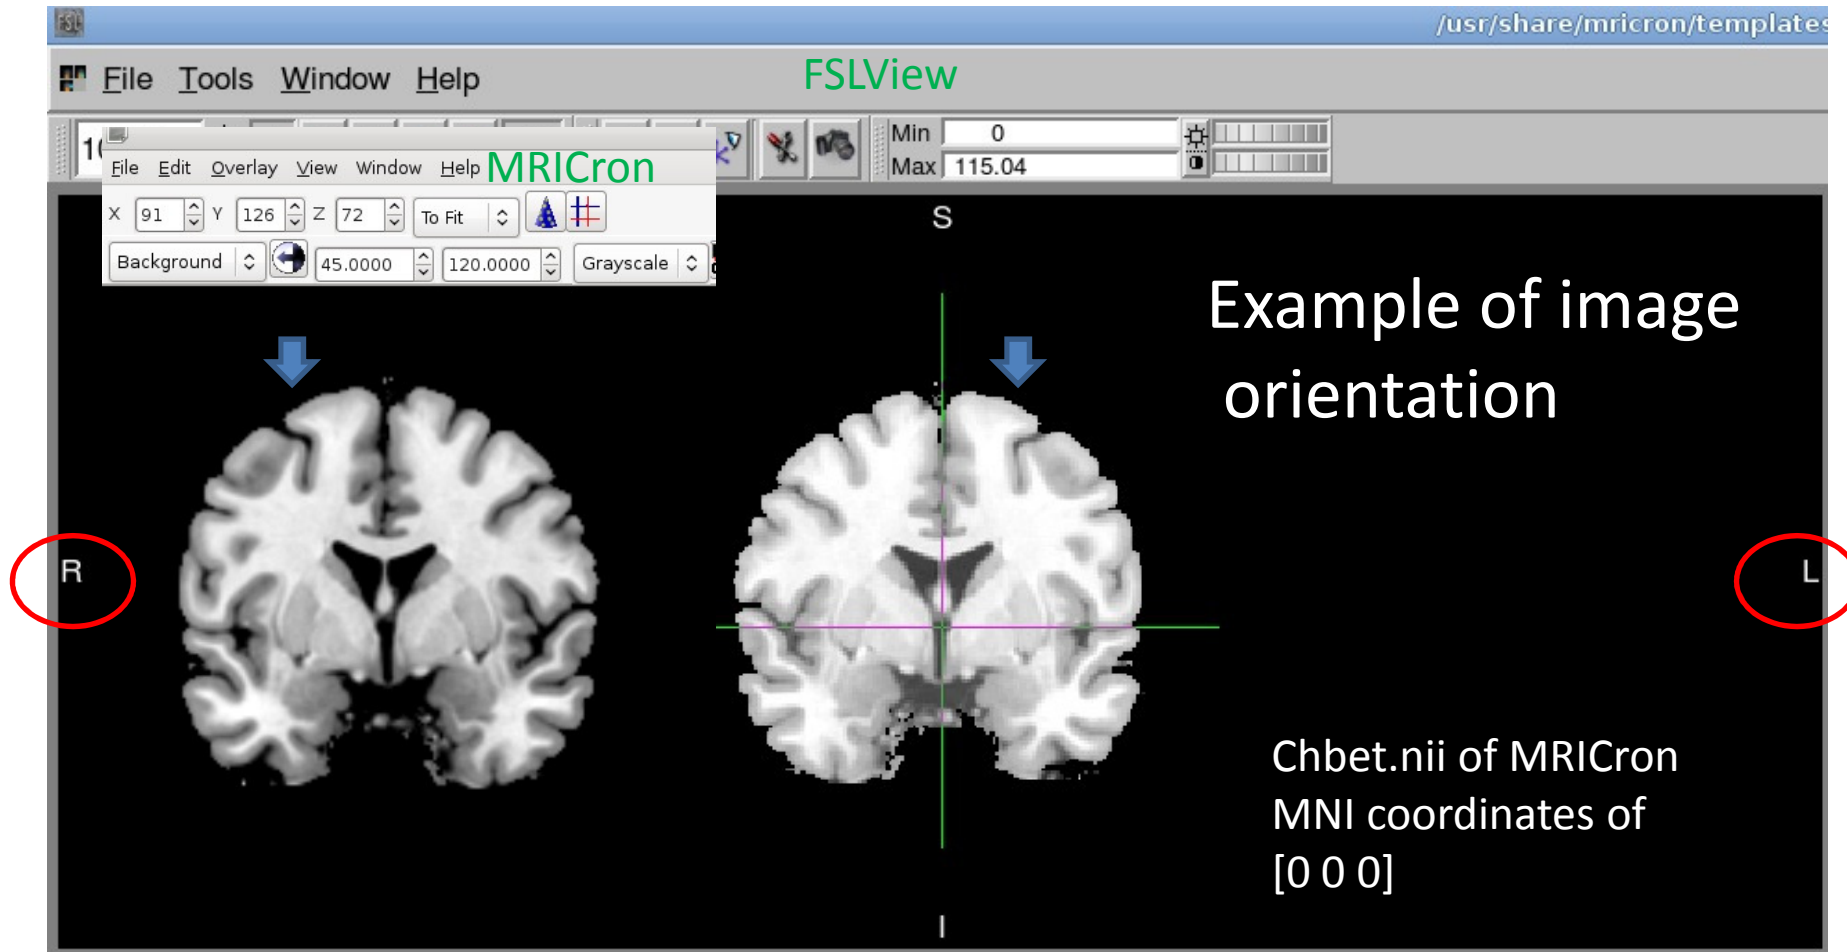 FSL
/usr/share/mricron/templates
File Tools Window Help
FSLView
Min 0
Max 115.04
File Edit Overlay View Window Help
MRICron
X 91 Y 126 Z 72 To Fit
Background 45.0000 120.0000 Grayscale
S
Example of image
orientation
R
L
Chbet.nii of MRICron
MNI coordinates of
[0 0 0]
I